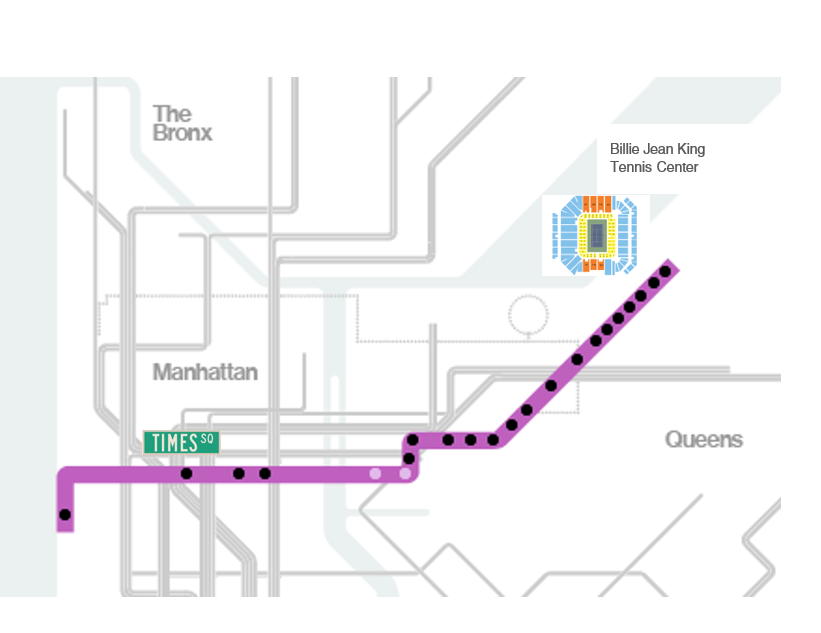 The
Bronx
Billie Jean King
Tennis Center
Manhattan
TIMES SQ
Queens